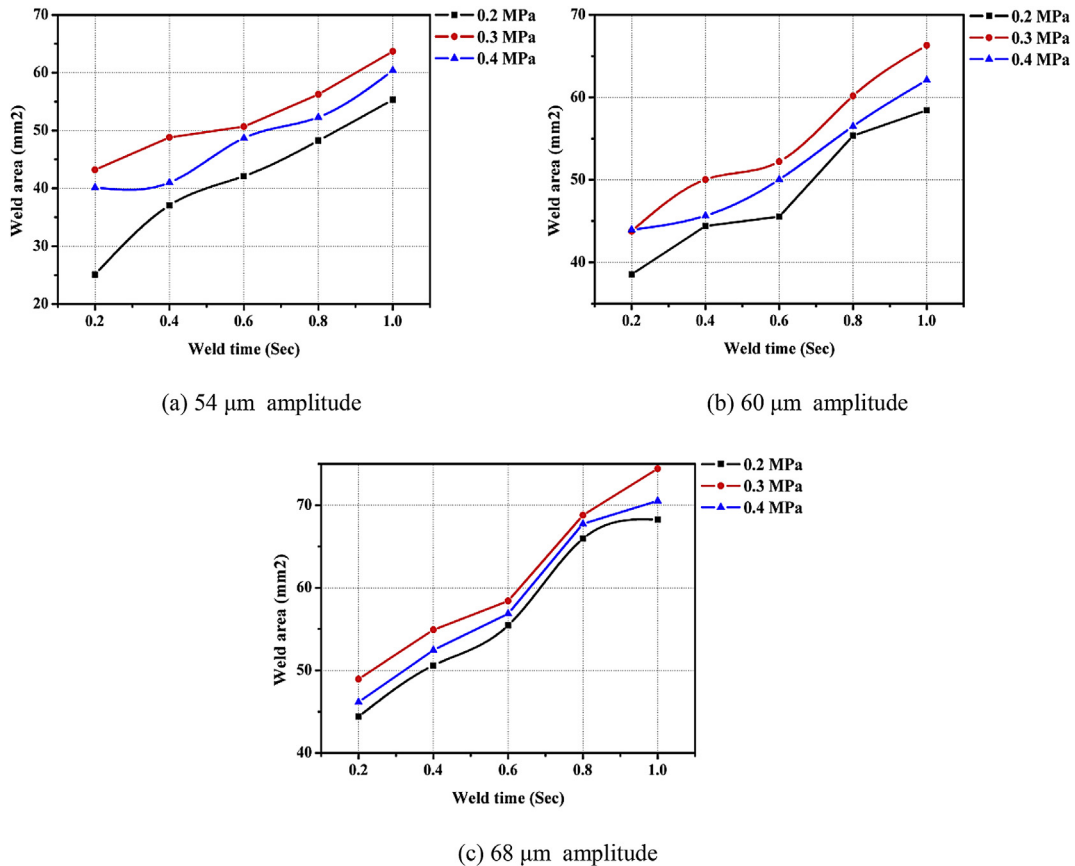 70
60
50
40
30
20
Weld area (mm2)
0.2 0.4 0.6 0.8 1.0
Weld time (Sec)
0.2 MPa
0.3 MPa
0.4 MPa
(a) 54 μm amplitude
70
60
50
40
Weld area (mm2)
0.2 0.4 0.6 0.8 1.0
Weld time (Sec)
0.2 MPa
0.3 MPa
0.4 MPa
(b) 60 μm amplitude
70
60
50
40
Weld area (mm2)
0.2 0.4 0.6 0.8 1.0
Weld time (Sec)
0.2 MPa
0.3 MPa
0.4 MPa
(c) 68 μm amplitude